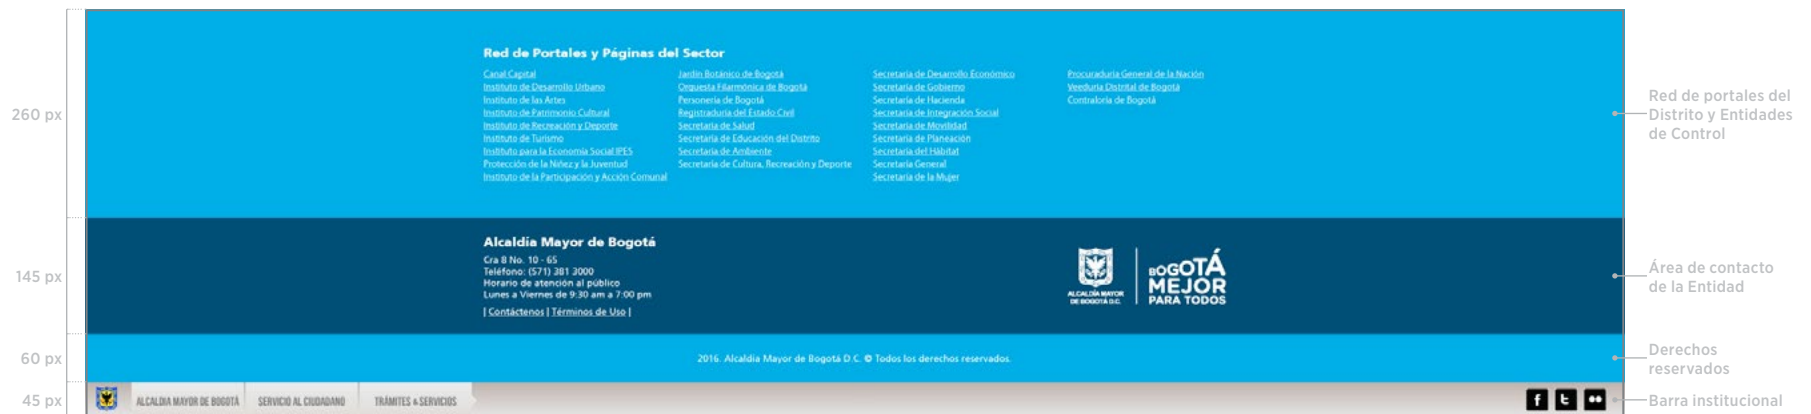 Red de Portales y Páginas del Sector
Canal Capital
Instituto de Desarrollo Urbano
Instituto de las Artes
Instituto de Patrimonio Cultural
Instituto de Recreación y Deporte
Instituto de Turismo
Instituto para la Economía Social IPES
Protección de la Niñez y la Juventud
Instituto de la Participación y Acción Comunal
Jardín Botánico de Bogotá
Orquesta Filarmónica de Bogotá
Personería de Bogotá
Registraduría del Estado Civil
Secretaría de Salud
Secretaría de Educación del Distrito
Secretaría de Ambiente
Secretaría de Cultura, Recreación y Deporte
Secretaría de Desarrollo Económico
Secretaría de Gobierno
Secretaría de Hacienda
Secretaría de Integración Social
Secretaría de Movilidad
Secretaría de Planeación
Secretaría del Hábitat
Secretaría General
Secretaría de la Mujer
Procuraduría General de la Nación
Veeduría Distrital de Bogotá
Contraloría de Bogotá
260 px
Red de portales del
Distrito y Entidades
de Control
Alcaldía Mayor de Bogotá
Cra 8 No. 10 - 65
Teléfono: (571) 381 3000
Horario de atención al público
Lunes a Viernes de 9:30 am a 7:00 pm
| Contáctenos | Términos de Uso |
ALCALDÍA MAYOR
DE BOGOTÁ D.C.
BOGOTÁ
MEJOR
PARA TODOS
145 px
Área de contacto
de la Entidad
60 px
2016. Alcaldía Mayor de Bogotá D.C. © Todos los derechos reservados.
Derechos
reservados
45 px
ALCALDIA MAYOR DE BOGOTÁ
SERVICIO AL CIUDADANO
TRÁMITES & SERVICIOS
Barra institucional